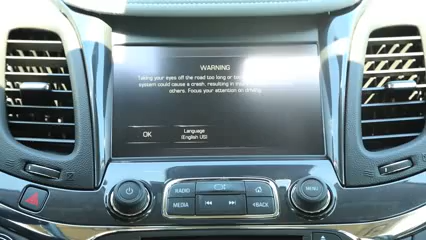 WARNING
Taking your eyes off the road too long or too
system could cause a crash, resulting in
others. Focus your attention on driving.
OK
Language
(English US)
RADIO
MEDIA
BACK
MENU